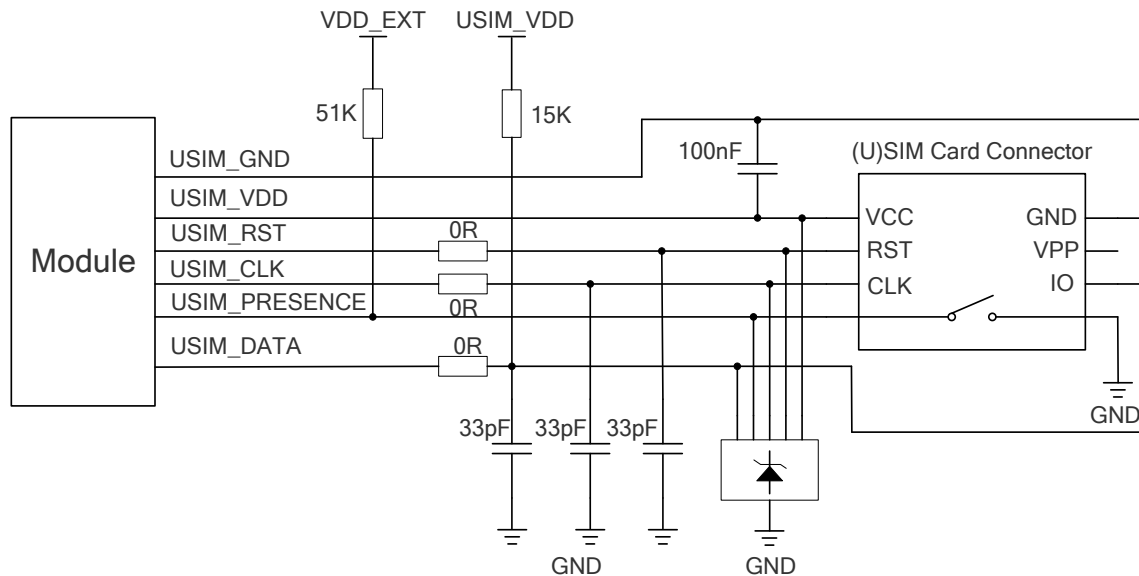 VDD_EXT USIM_VDD
51K 15K
Module
USIM_GND
USIM_VDD
USIM_RST
USIM_CLK
USIM_PRESENCE
USIM_DATA
0R
0R
0R
100nF
(U)SIM Card Connector
VCC GND
RST VPP
CLK IO
GND
33pF 33pF 33pF
GND GND